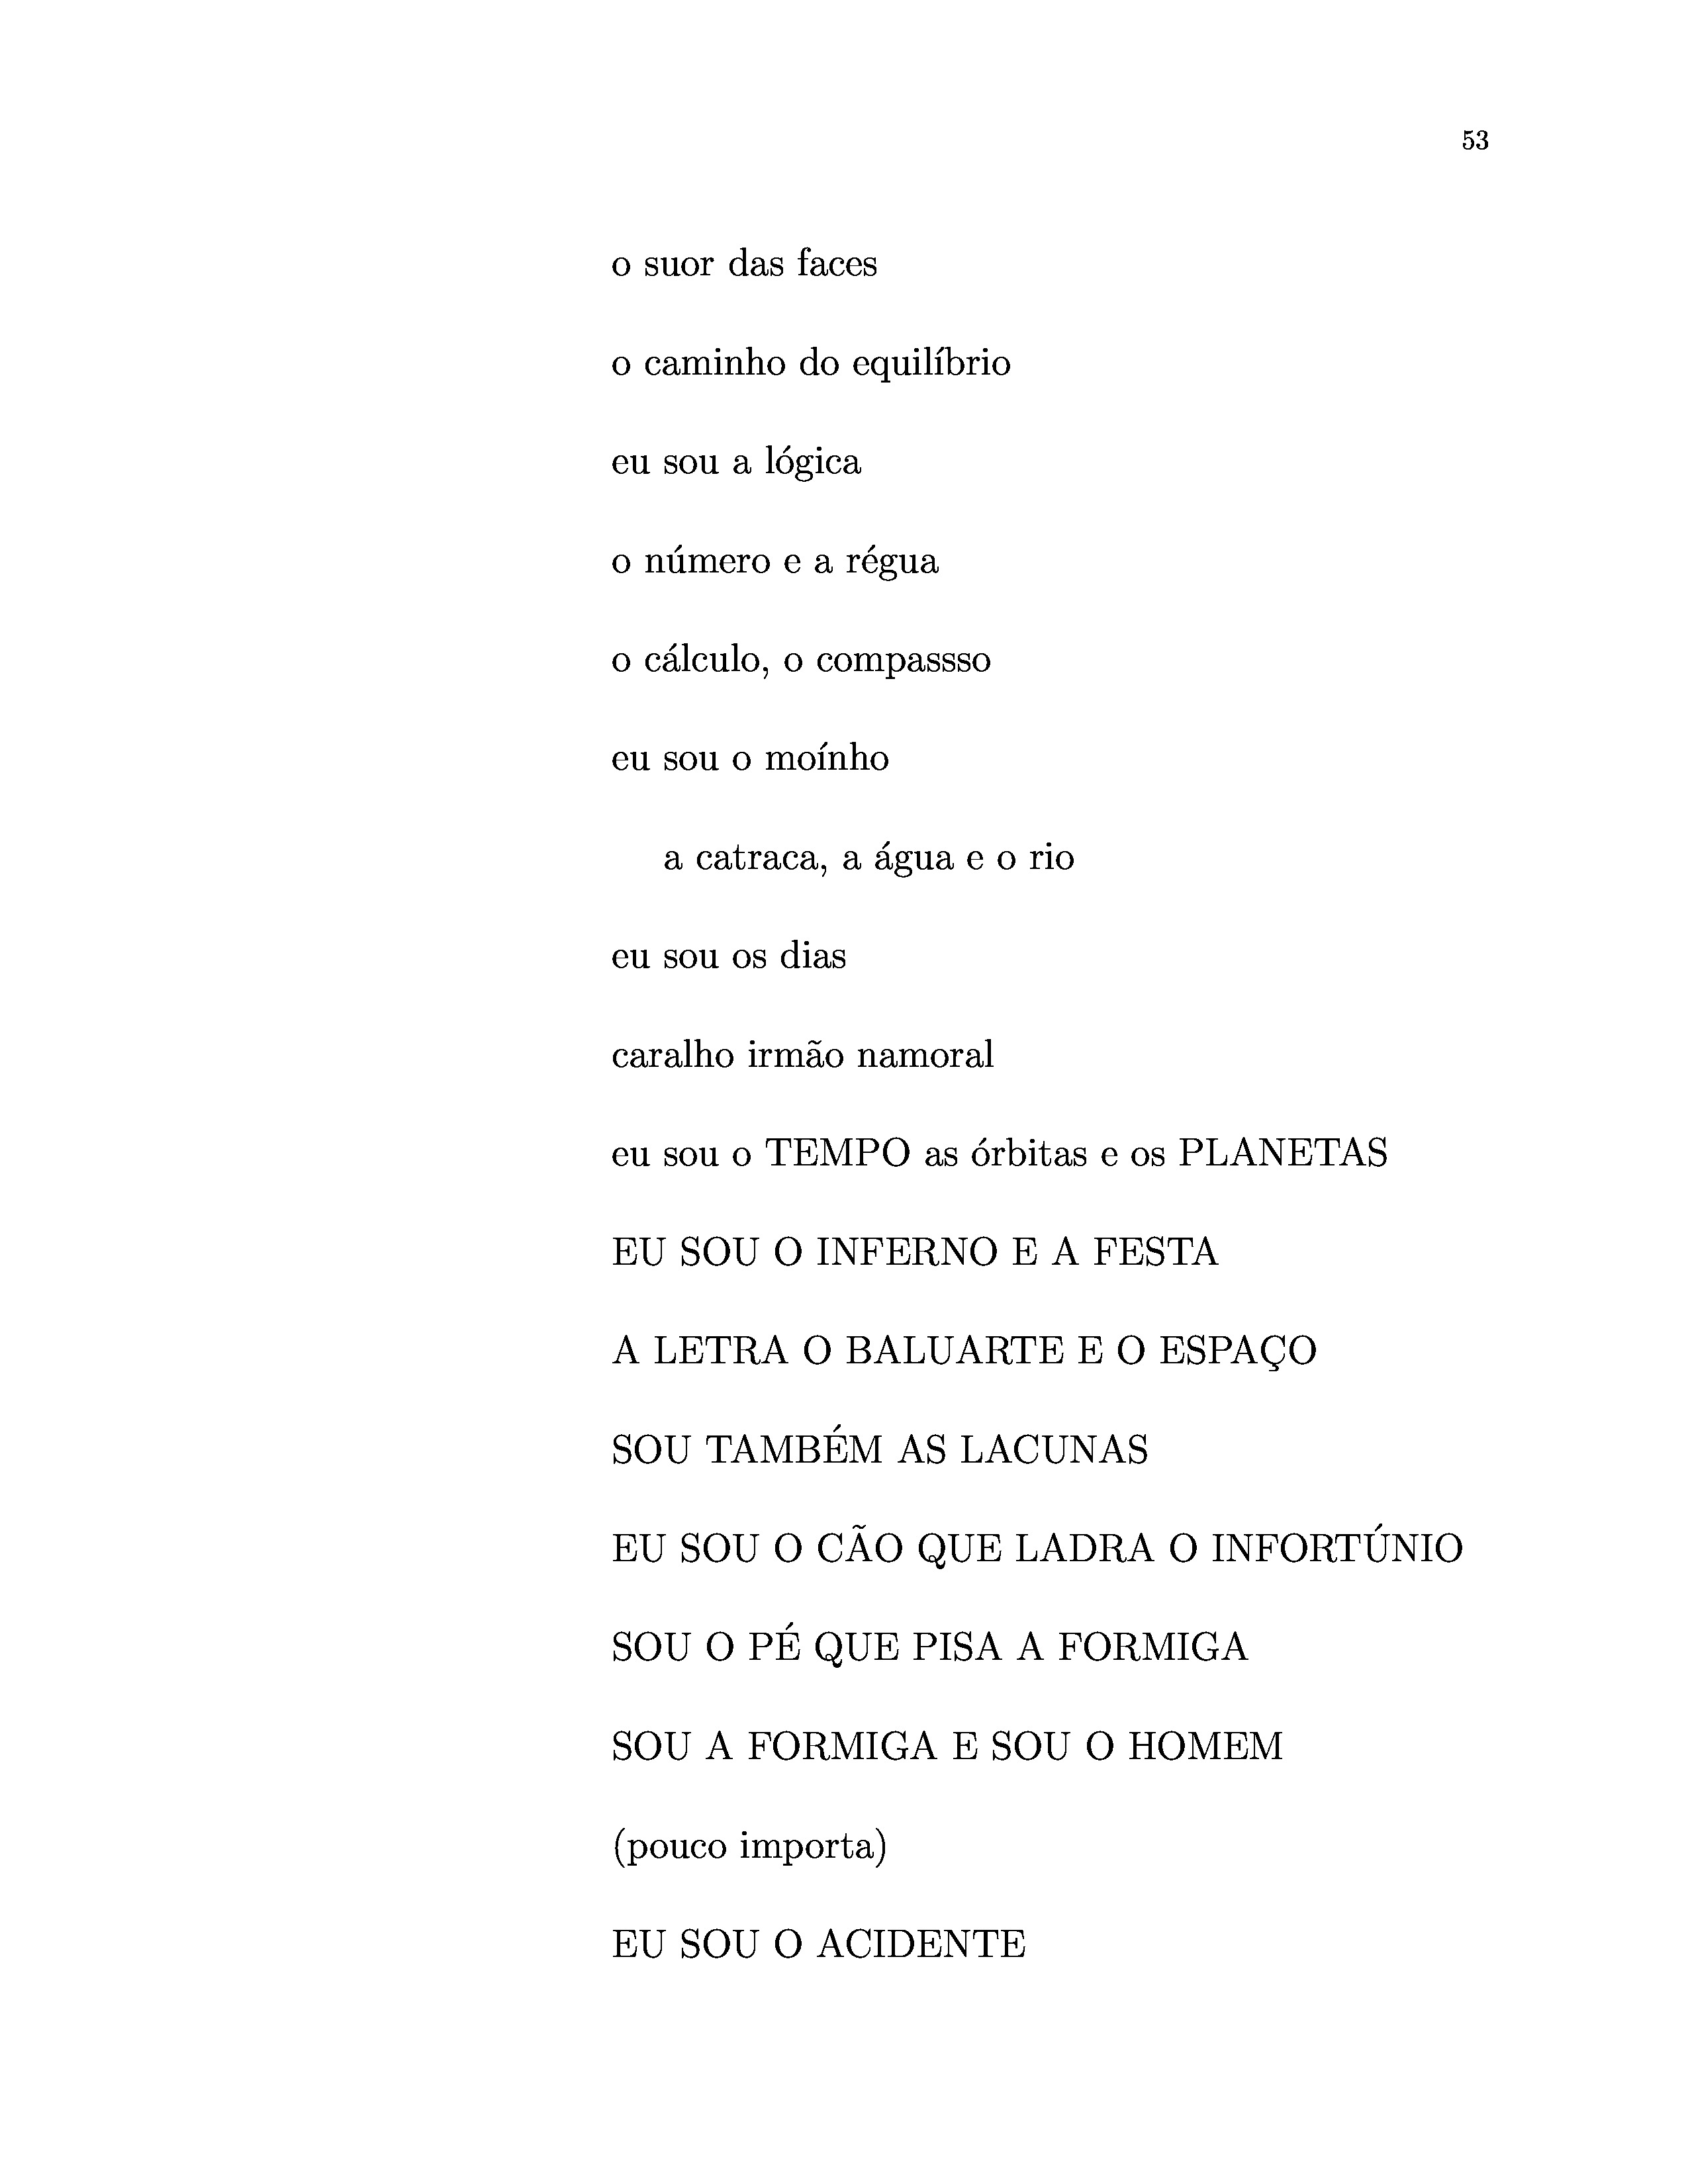 53
o suor das faces
o caminho do equilíbrio
eu sou a lógica
o número e a régua
o cálculo, o compassso
eu sou o moínho
a catraca, a água e o rio
eu sou os dias
caralho irmão namoral
eu sou o TEMPO as órbitas e os PLANETAS
EU SOU O INFERNO E A FESTA
A LETRA O BALUARTE E O ESPAÇO
SOU TAMBÉM AS LACUNAS
EU SOU O CÃO QUE LADRA O INFORTÚNIO
SOU O PÉ QUE PISA A FORMIGA
SOU A FORMIGA E SOU O HOMEM
(pouco importa)
EU SOU O ACIDENTE